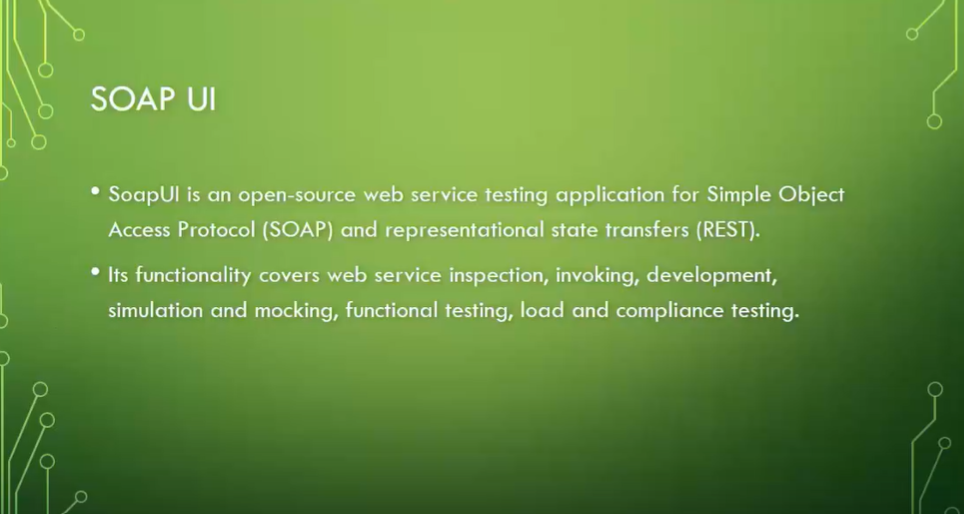 SOAP UI
• SoapUI is an open-source web service testing application for Simple Object
Access Protocol (SOAP) and representational state transfers (REST).
• Its functionality covers web service inspection, invoking, development,
simulation and mocking, functional testing, load and compliance testing.